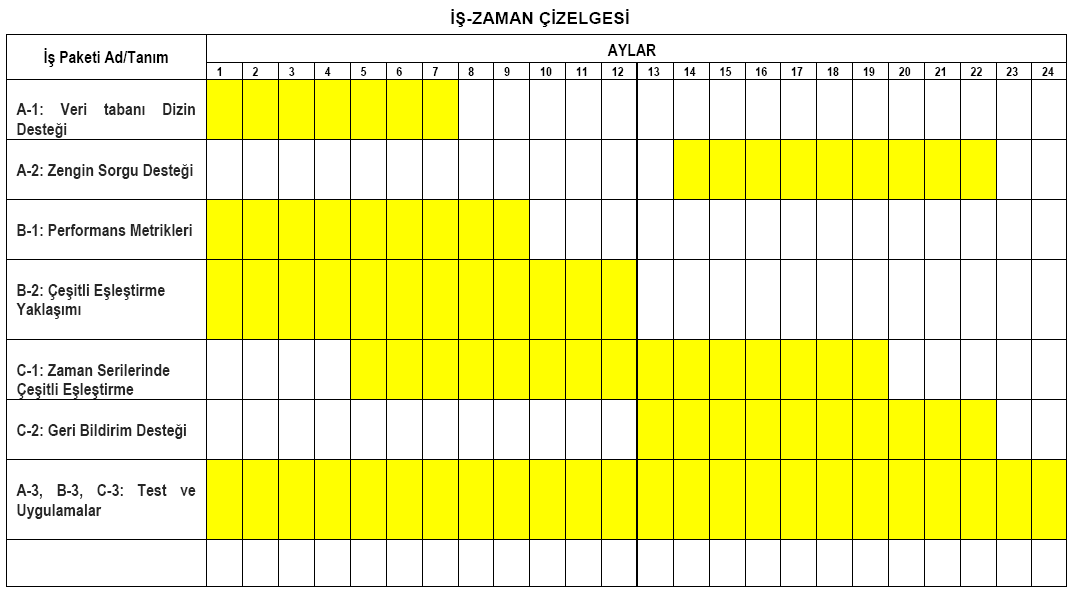 İŞ-ZAMAN ÇİZELGESİ
İş Paketi Ad/Tanım
AYLAR
1 2 3 4 5 6 7 8 9 10 11 12 13 14 15 16 17 18 19 20 21 22 23 24
A-1: Veri tabanı Dizin
Desteği
A-2: Zengin Sorgu Desteği
B-1: Performans Metrikleri
B-2: Çeşitli Eşleştirme
Yaklaşımı
C-1: Zaman Serilerinde
Çeşitli Eşleştirme
C-2: Geri Bildirim Desteği
A-3, B-3, C-3: Test ve
Uygulamalar